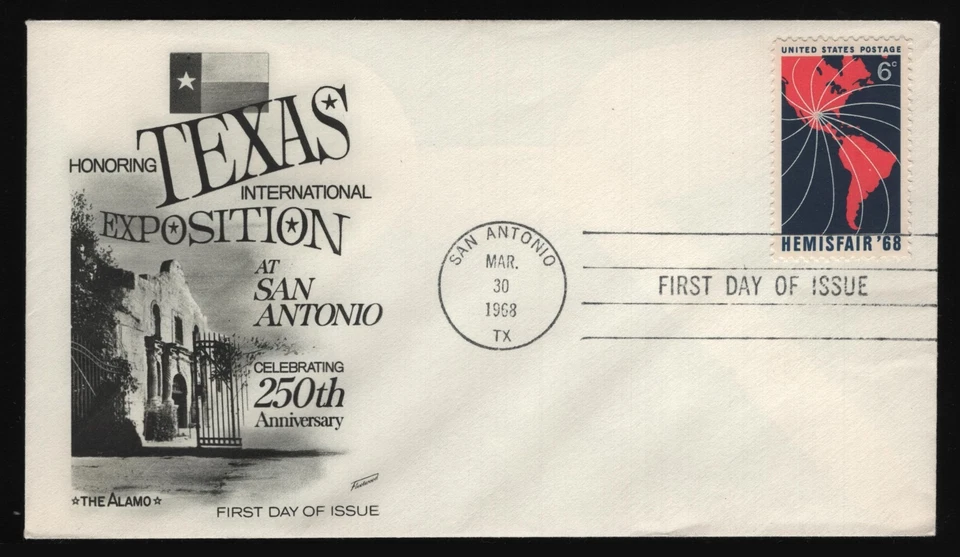 HONORING
TEXAS
INTERNATIONAL
EXPOSITION
AT
SAN
ANTONIO
CELEBRATING
250th
Anniversary
☆THE ALAMO☆
Fleetwood
FIRST DAY OF ISSUE
SAN ANTONIO
MAR.
30
1968
TX
FIRST DAY OF ISSUE
UNITED STATES POSTAGE
6c
HEMISFAIR '68